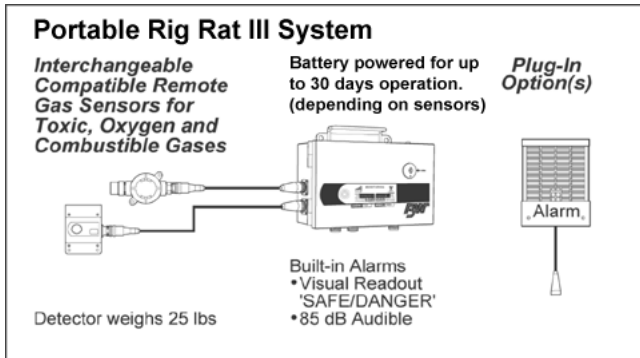 Portable Rig Rat III System
Interchangeable
Compatible Remote
Gas Sensors for
Toxic, Oxygen and
Combustible Gases
Battery powered for up
to 30 days operation.
(depending on sensors)
Plug-In
Option(s)
Alarm
Built-in Alarms
•Visual Readout
'SAFE/DANGER'
•85 dB Audible
Detector weighs 25 lbs